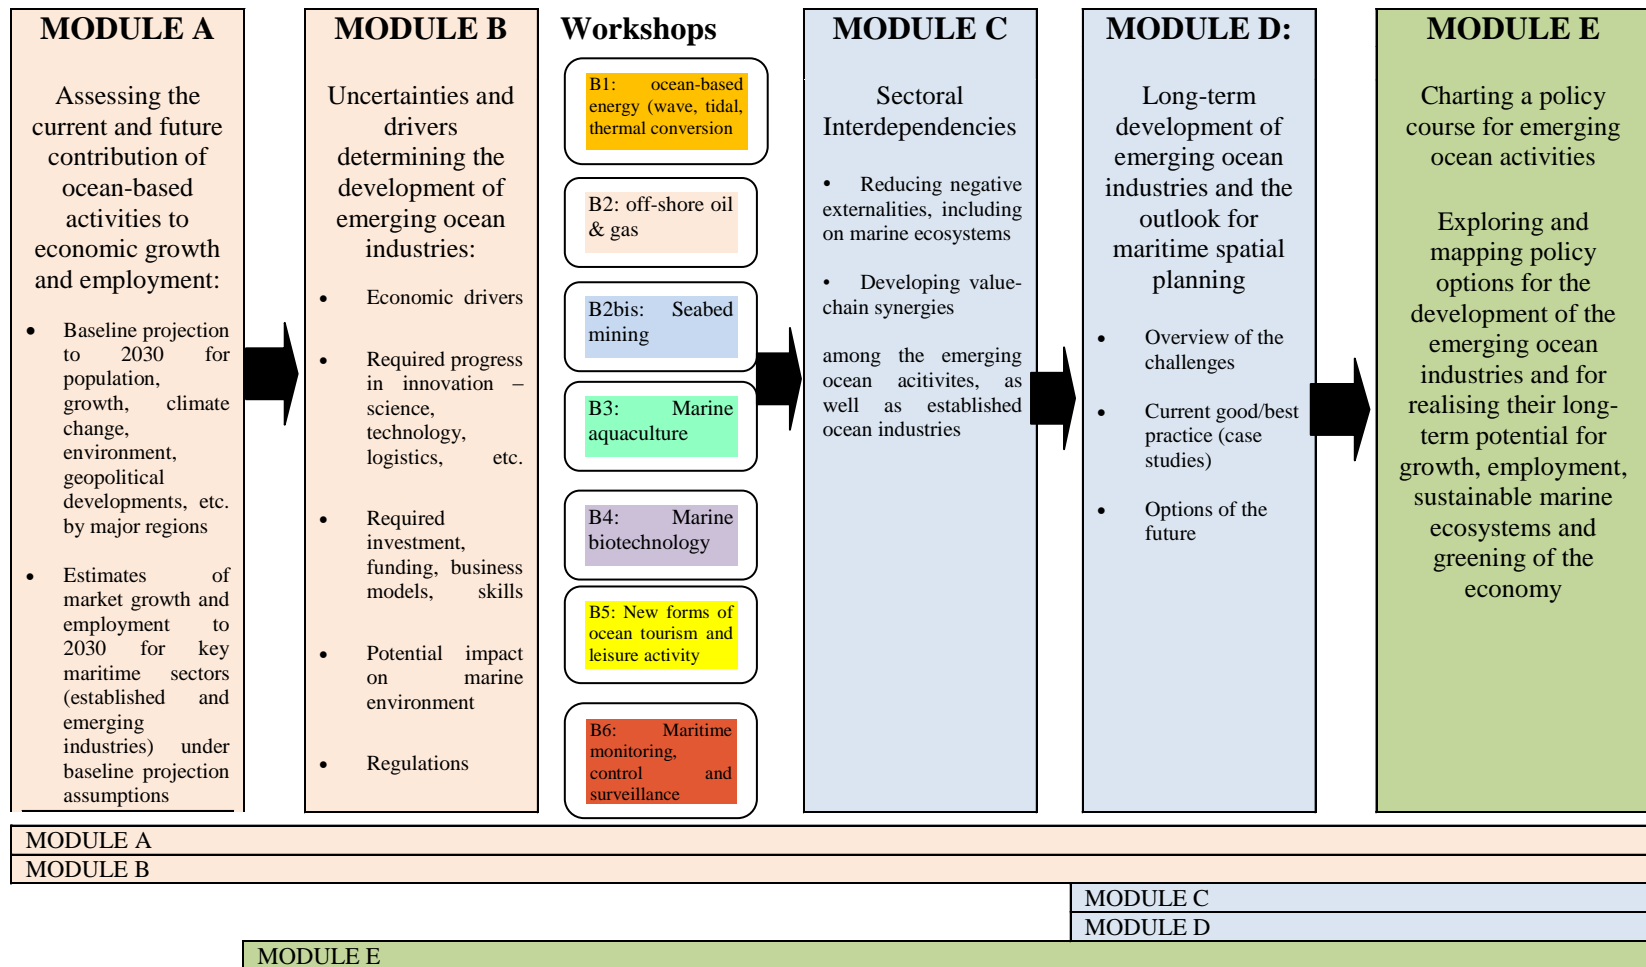 MODULE A
Assessing the
current and future
contribution of
ocean-based
activities to
economic growth
and employment:
• Baseline projection
to 2030 for
population,
growth, climate
change,
environment,
geopolitical
developments, etc.
by major regions
• Estimates of
market growth and
employment to
2030 for key
maritime sectors
(established and
emerging
industries) under
baseline projection
assumptions
MODULE B
Uncertainties and
drivers
determining the
development of
emerging ocean
industries:
• Economic drivers
• Required progress
in innovation –
science,
technology,
logistics, etc.
• Required
investment,
funding, business
models, skills
• Potential impact
on marine
environment
• Regulations
Workshops
B1: ocean-based
energy (wave, tidal,
thermal conversion
B2: off-shore oil
& gas
B2bis: Seabed
mining
B3: Marine
aquaculture
B4: Marine
biotechnology
B5: New forms of
ocean tourism and
leisure activity
B6: Maritime
monitoring,
control and
surveillance
MODULE C
Sectoral
Interdependencies
• Reducing negative
externalities, including
on marine ecosystems
• Developing value-
chain synergies
among the emerging
ocean acitivites, as
well as established
ocean industries
MODULE D:
Long-term
development of
emerging ocean
industries and the
outlook for
maritime spatial
planning
• Overview of the
challenges
• Current good/best
practice (case
studies)
• Options of the
future
MODULE E
Charting a policy
course for emerging
ocean activities
Exploring and
mapping policy
options for the
development of the
emerging ocean
industries and for
realising their long-
term potential for
growth, employment,
sustainable marine
ecosystems and
greening of the
economy
MODULE A
MODULE B
MODULE C
MODULE D
MODULE E